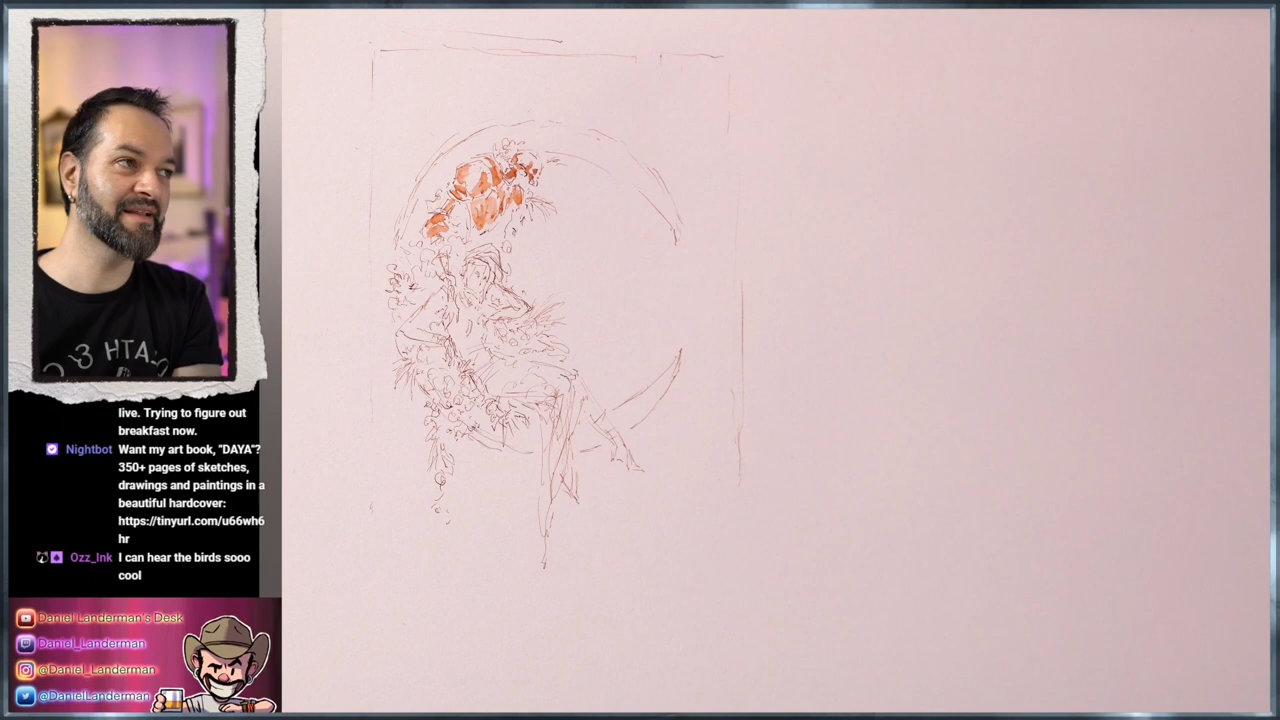 live. Trying to figure out
breakfast now.
Nightbot Want my art book, "DAYA"?
350+ pages of sketches,
drawings and paintings in a
beautiful hardcover:
https://tinyurl.com/u66wh6
hr
Ozz_Ink I can hear the birds sooo
cool
Daniel Landerman's Desk
Daniel_Landerman
@Daniel_Landerman
@DanielLanderman